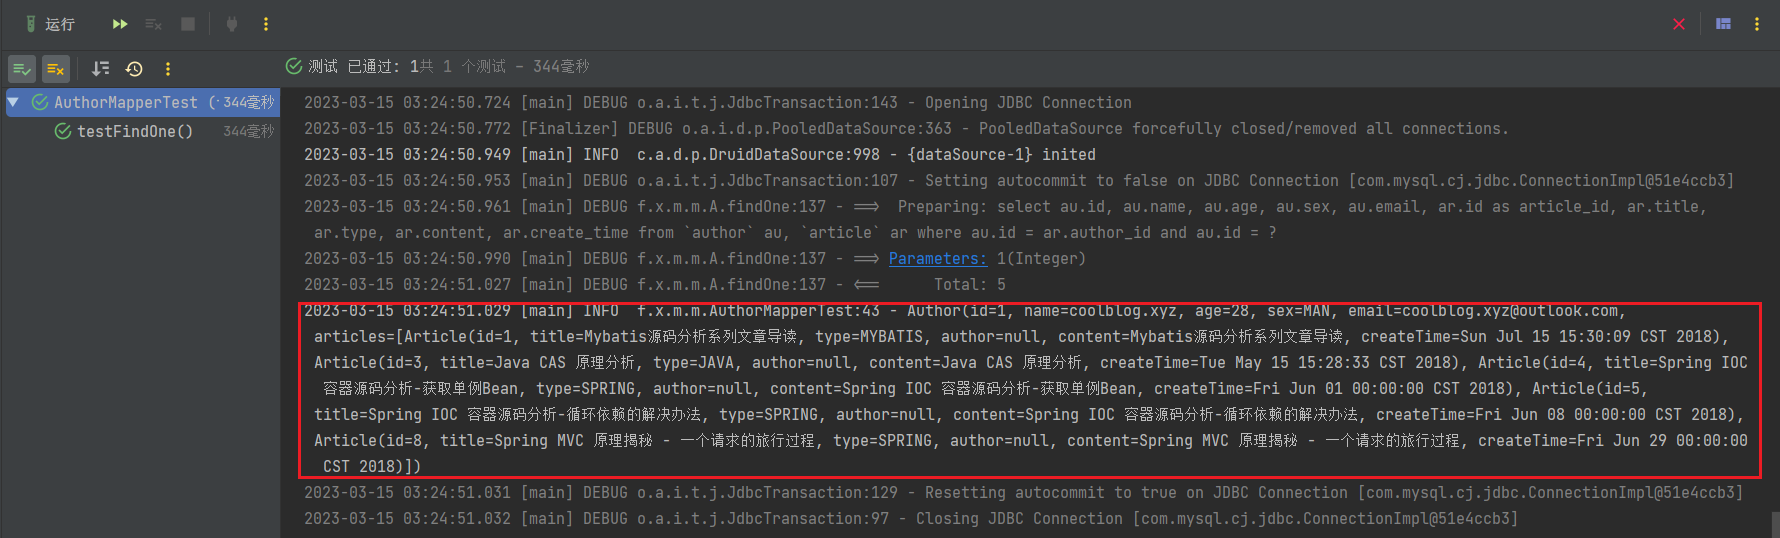 运行
测试 已通过: 1共 1 个测试 – 344毫秒
AuthorMapperTest ( 344毫秒
testFindOne() 344毫秒
2023-03-15 03:24:50.724 [main] DEBUG o.a.i.t.j.JdbcTransaction:143 - Opening JDBC Connection
2023-03-15 03:24:50.772 [Finalizer] DEBUG o.a.i.d.p.PooledDataSource:363 - PooledDataSource forcefully closed/removed all connections.
2023-03-15 03:24:50.949 [main] INFO  c.a.d.p.DruidDataSource:998 - {dataSource-1} inited
2023-03-15 03:24:50.953 [main] DEBUG o.a.i.t.j.JdbcTransaction:107 - Setting autocommit to false on JDBC Connection [com.mysql.cj.jdbc.ConnectionImpl@51e4ccb3]
2023-03-15 03:24:50.961 [main] DEBUG f.x.m.m.A.findOne:137 - ==>  Preparing: select au.id, au.name, au.age, au.sex, au.email, ar.id as article_id, ar.title,
ar.type, ar.content, ar.create_time from `author` au, `article` ar where au.id = ar.author_id and au.id = ?
2023-03-15 03:24:50.990 [main] DEBUG f.x.m.m.A.findOne:137 - ==> Parameters: 1(Integer)
2023-03-15 03:24:51.027 [main] DEBUG f.x.m.m.A.findOne:137 - <==      Total: 5
2023-03-15 03:24:51.029 [main] INFO  f.x.m.m.AuthorMapperTest:43 - Author(id=1, name=coolblog.xyz, age=28, sex=MAN, email=coolblog.xyz@outlook.com,
articles=[Article(id=1, title=Mybatis源码分析系列文章导读, type=MYBATIS, author=null, content=Mybatis源码分析系列文章导读, createTime=Sun Jul 15 15:30:09 CST 2018),
Article(id=3, title=Java CAS 原理分析, type=JAVA, author=null, content=Java CAS 原理分析, createTime=Tue May 15 15:28:33 CST 2018), Article(id=4, title=Spring IOC
容器源码分析-获取单例Bean, type=SPRING, author=null, content=Spring IOC 容器源码分析-获取单例Bean, createTime=Fri Jun 01 00:00:00 CST 2018), Article(id=5,
title=Spring IOC 容器源码分析-循环依赖的解决办法, type=SPRING, author=null, content=Spring IOC 容器源码分析-循环依赖的解决办法, createTime=Fri Jun 08 00:00:00 CST 2018),
Article(id=8, title=Spring MVC 原理揭秘 - 一个请求的旅行过程, type=SPRING, author=null, content=Spring MVC 原理揭秘 - 一个请求的旅行过程, createTime=Fri Jun 29 00:00:00
CST 2018)])
2023-03-15 03:24:51.031 [main] DEBUG o.a.i.t.j.JdbcTransaction:129 - Resetting autocommit to true on JDBC Connection [com.mysql.cj.jdbc.ConnectionImpl@51e4ccb3]
2023-03-15 03:24:51.032 [main] DEBUG o.a.i.t.j.JdbcTransaction:97 - Closing JDBC Connection [com.mysql.cj.jdbc.ConnectionImpl@51e4ccb3]